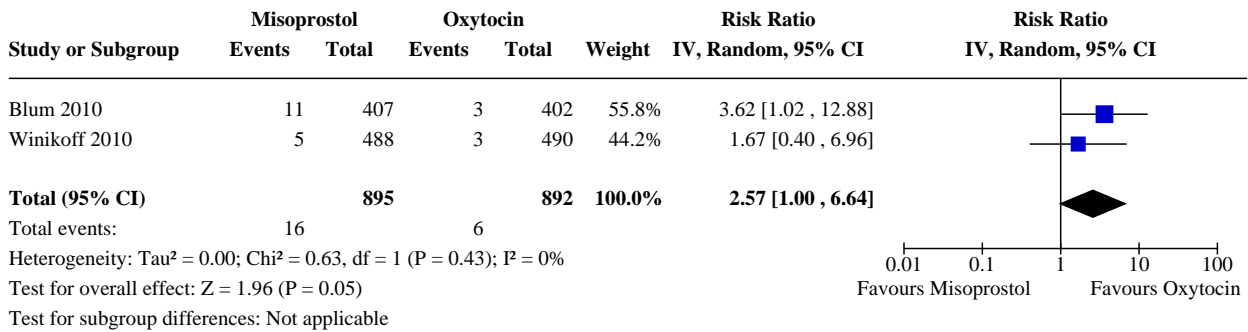 Misoprostol Oxytocin Risk Ratio Risk Ratio
Study or Subgroup Events Total Events Total Weight IV, Random, 95% CI IV, Random, 95% CI
Blum 2010 11 407 3 402 55.8% 3.62 [1.02 , 12.88]
Winikoff 2010 5 488 3 490 44.2% 1.67 [0.40 , 6.96]
Total (95% CI) 895 892 100.0% 2.57 [1.00 , 6.64]
Total events: 16 6
Heterogeneity: Tau² = 0.00; Chi² = 0.63, df = 1 (P = 0.43); I² = 0%
0.01 0.1 1 10 100
Test for overall effect: Z = 1.96 (P = 0.05) Favours Misoprostol Favours Oxytocin
Test for subgroup differences: Not applicable